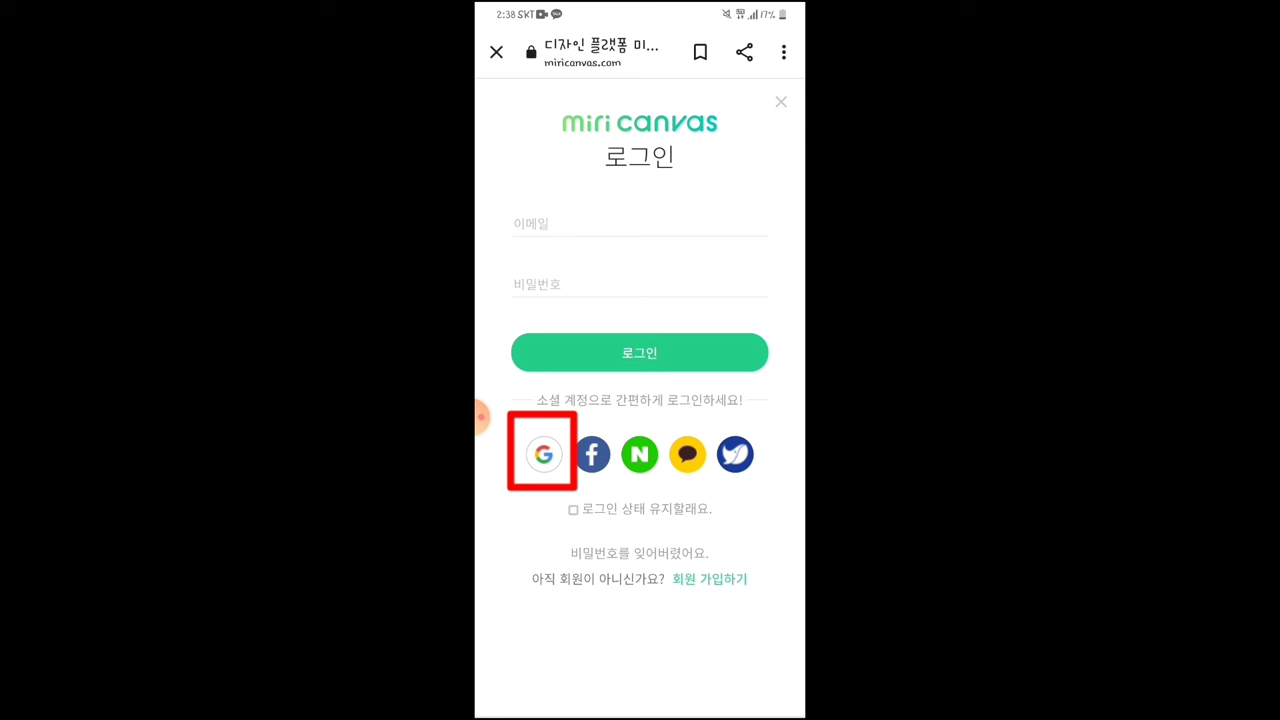 2:38 SKT 17%
디자인 플랫폼 미...
miricanvas.com
miri canvas
로그인
이메일
비밀번호
로그인
소셜 계정으로 간편하게 로그인하세요!
G f N
로그인 상태 유지할래요.
비밀번호를 잊어버렸어요.
아직 회원이 아니신가요? 회원 가입하기